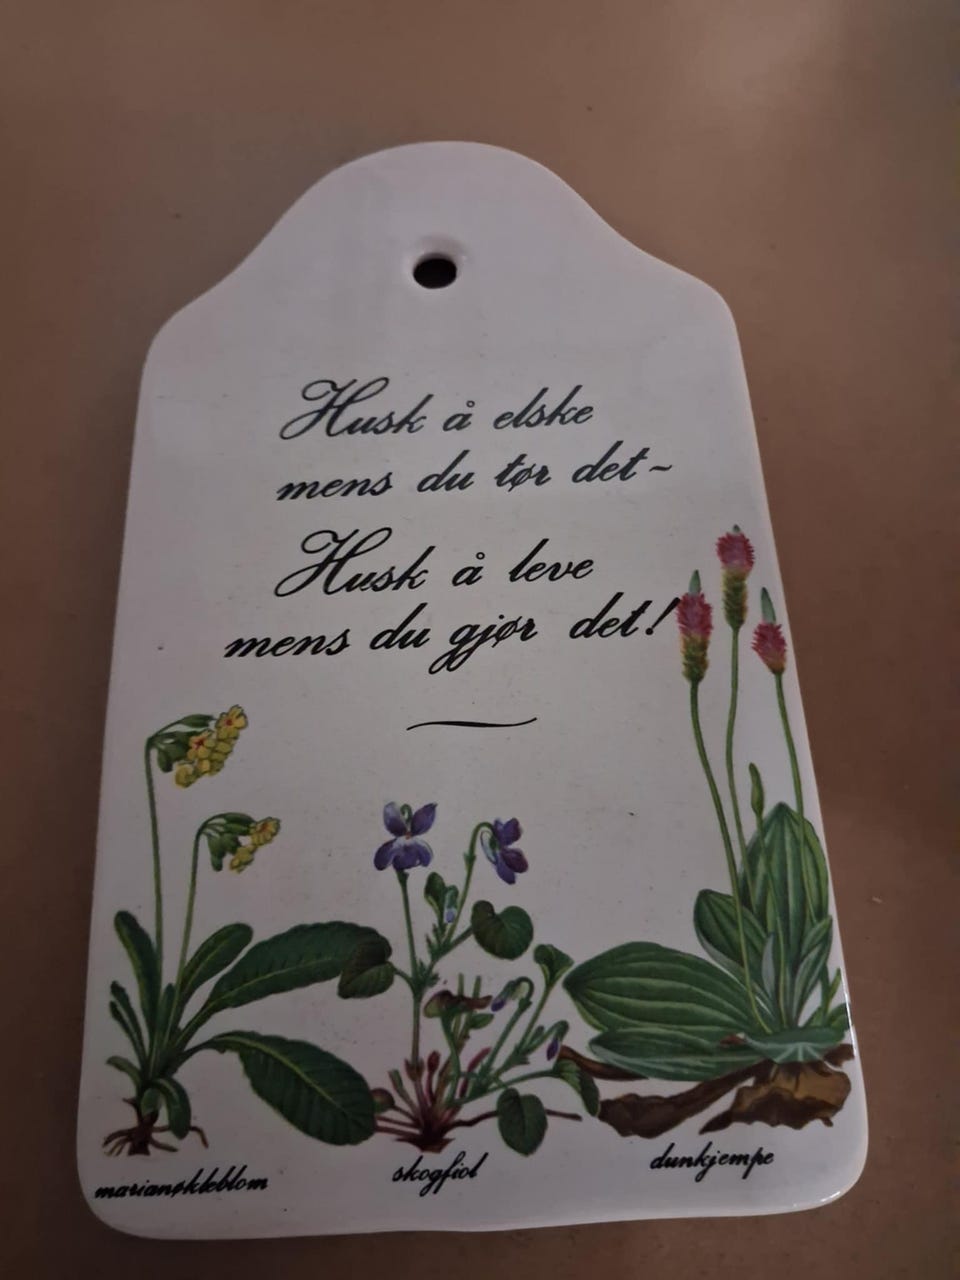 Husk å elske
mens du tør det~
Husk å leve
mens du gjør det!
marianøkleblom
skogfiol
dunkjempe